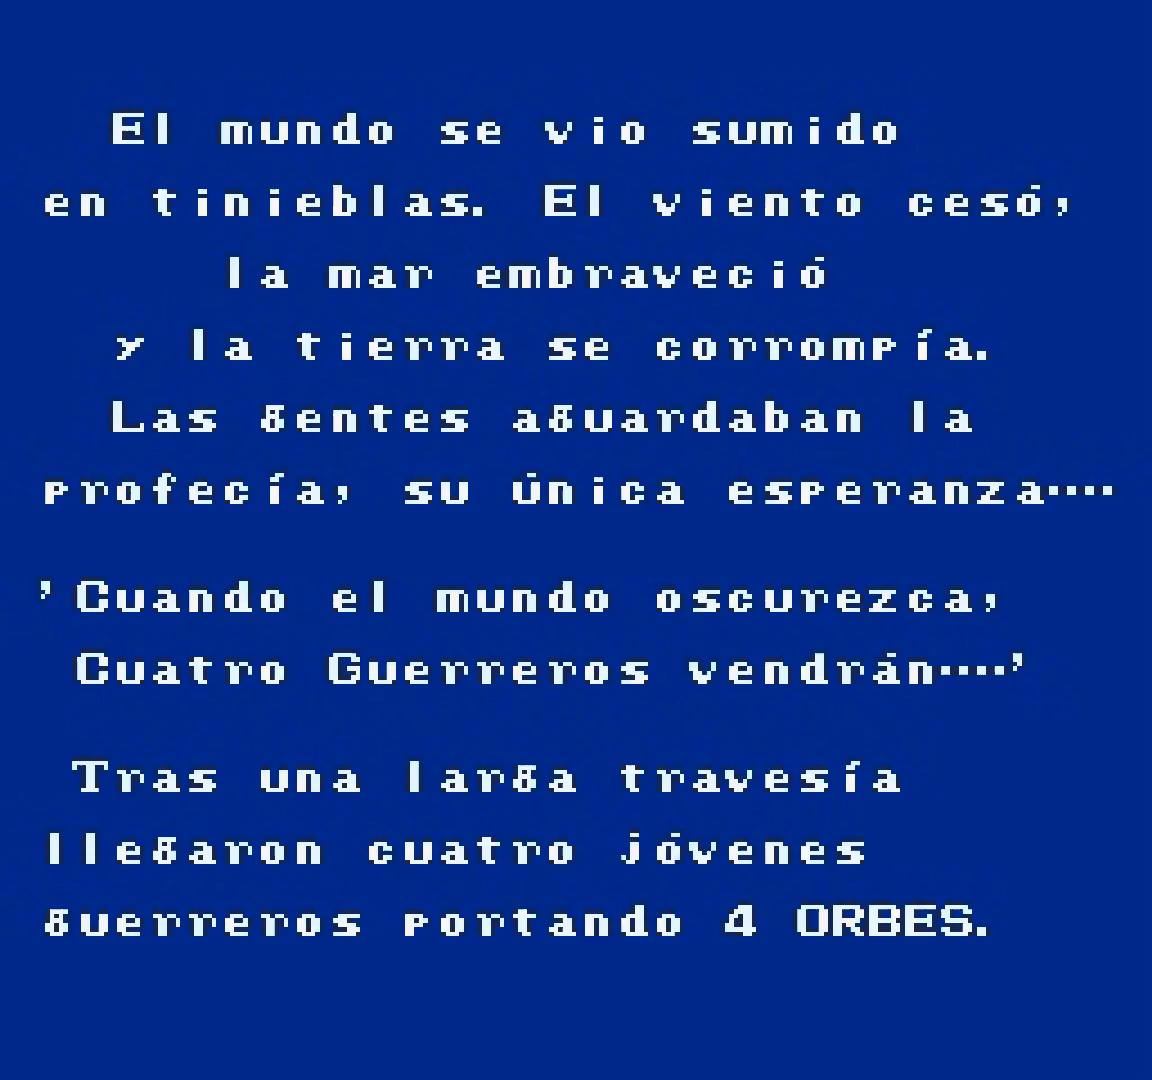 El mundo se vio sumido
en tinieblas. El viento cesó,
la mar embraveció
y la tierra se corrompía.
Las gentes aguardaban la
profecía, su única esperanza....
'Cuando el mundo oscurezca,
Cuatro Guerreros vendrán....'
Tras una larga travesía
llegaron cuatro jóvenes
guerreros portando 4 ORBES.